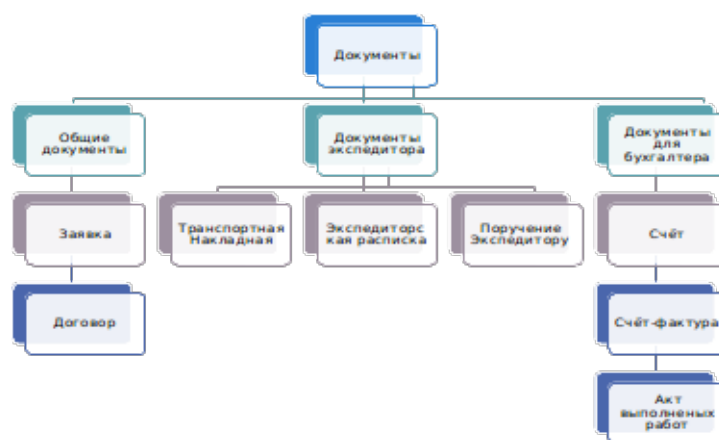 Документы
Общие
документы
Документы
экспедитора
Документы
для
бухгалтера
Заявка
Транспортная
Накладная
Экспедиторс
кая расписка
Поручение
Экспедитору
Счёт
Договор
Счёт-фактура
Акт
выполненых
работ